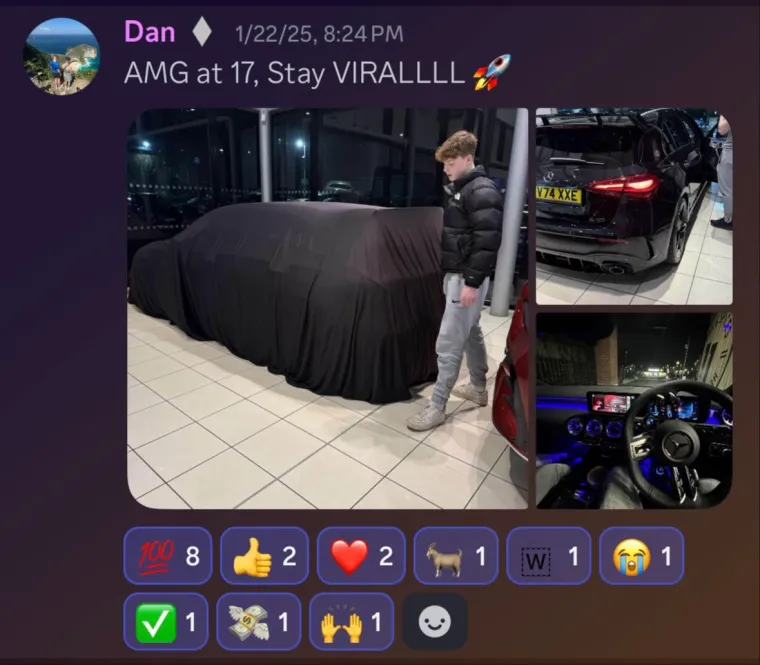 Dan 1/22/25, 8:24 PM
AMG at 17, Stay VIRALLLL 🚀
V74 XXE
💯 8 👍 2 ❤️ 2 🐐 1 W 1 😭 1
✅ 1 💸 1 🙌 1